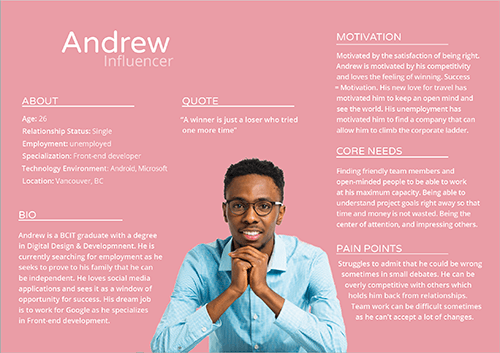 Andrew
Influencer
ABOUT
Age: 26
Relationship Status: Single
Employment: unemployed
Specialization: Front-end developer
Technology Environment: Android, Microsoft
Location: Vancouver, BC
BIO
Andrew is a BCIT graduate with a degree
in Digital Design & Developmnent. He is
currently searching for employment as he
seeks to prove to his family that he can
be independent. He loves social media
applications and sees it as a window of
opportunity for success. His dream job
is to work for Google as he specializes
in Front-end development.
QUOTE
"A winner is just a loser who tried
one more time"
MOTIVATION
Motivated by the satisfaction of being right.
Andrew is motivated by his competitivity
and loves the feeling of winning. Success
= Motivation. His new love for travel has
motivated him to keep an open mind and
see the world. His unemployment has
motivated him to find a company that can
allow him to climb the corporate ladder.
CORE NEEDS
Finding friendly team members and
open-minded people to be able to work
at his maximum capacity. Being able to
understand project goals right away so that
time and money is not wasted. Being the
center of attention, and impressing others.
PAIN POINTS
Struggles to admit that he could be wrong
sometimes in small debates. He can be
overly competitive with others which
holds him back from relationships.
Team work can be difficult sometimes
as he can't accept a lot of changes.